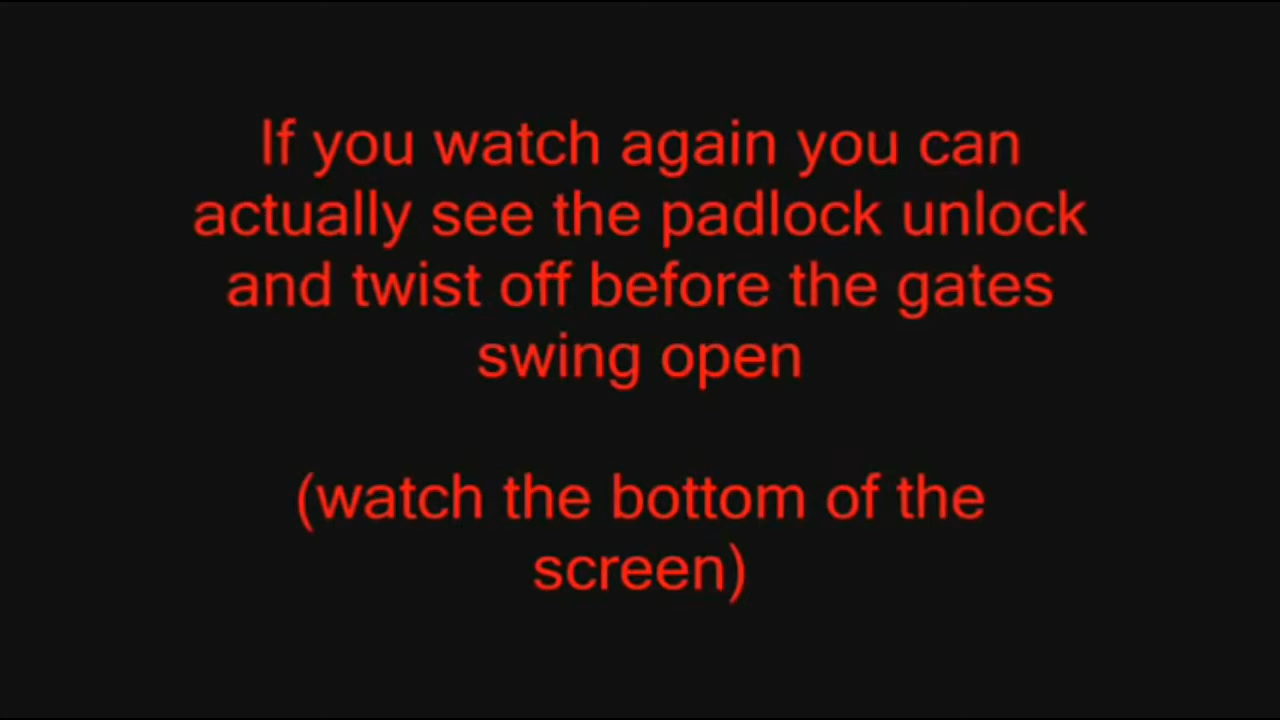 If you watch again you can
actually see the padlock unlock
and twist off before the gates
swing open
(watch the bottom of the
screen)